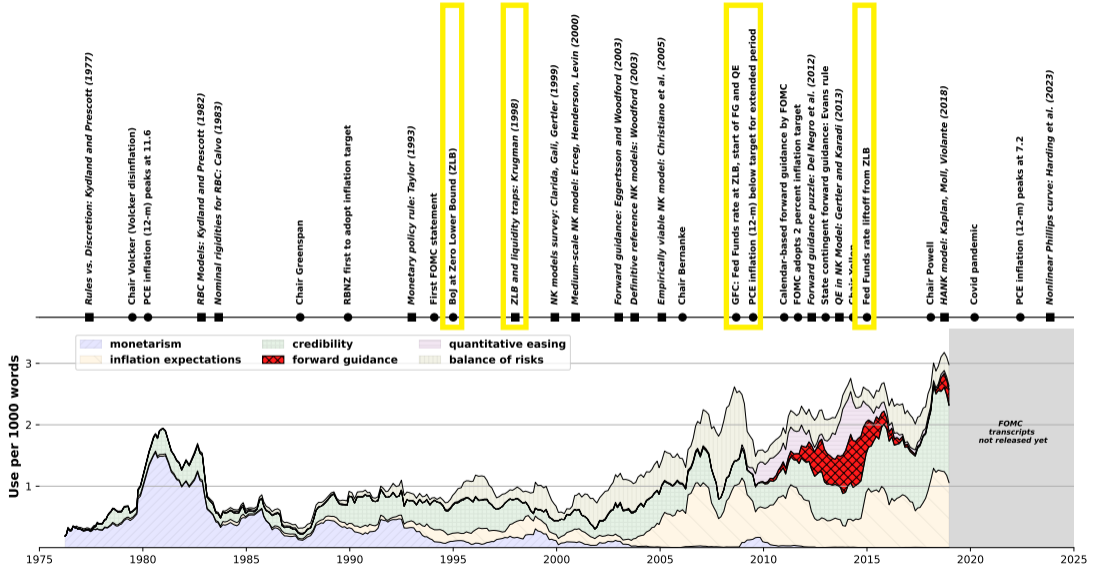 Rules vs. Discretion: Kydland and Prescott (1977)
Chair Volcker (Volcker disinflation)
PCE inflation (12-m) peaks at 11.6
RBC Models: Kydland and Prescott (1982)
Nominal rigidities for RBC: Calvo (1983)
Chair Greenspan
RBNZ first to adopt inflation target
Monetary policy rule: Taylor (1993)
First FOMC statement
BoJ at Zero Lower Bound (ZLB)
ZLB and liquidity traps: Krugman (1998)
NK models survey: Clarida, Gali, Gertler (1999)
Medium-scale NK model: Erceg, Henderson, Levin (2000)
Forward guidance: Eggertsson and Woodford (2003)
Definitive reference NK models: Woodford (2003)
Empirically viable NK model: Christiano et al. (2005)
Chair Bernanke
GFC: Fed Funds rate at ZLB, start of FG and QE
PCE inflation (12-m) below target for extended period
Calendar-based forward guidance by FOMC
FOMC adopts 2 percent inflation target
Forward guidance puzzle: Del Negro et al. (2012)
State contingent forward guidance: Evans rule
QE in NK Model: Gertler and Karadi (2013)
Chair
Fed Funds rate liftoff from ZLB
Chair Powell
HANK model: Kaplan, Moll, Violante (2018)
Covid pandemic
PCE inflation (12-m) peaks at 7.2
Nonlinear Phillips curve: Harding et al. (2023)
monetarism
inflation expectations
credibility
forward guidance
quantitative easing
balance of risks
Use per 1000 words
3
2
1
FOMC
transcripts
not released yet
1975 1980 1985 1990 1995 2000 2005 2010 2015 2020 2025